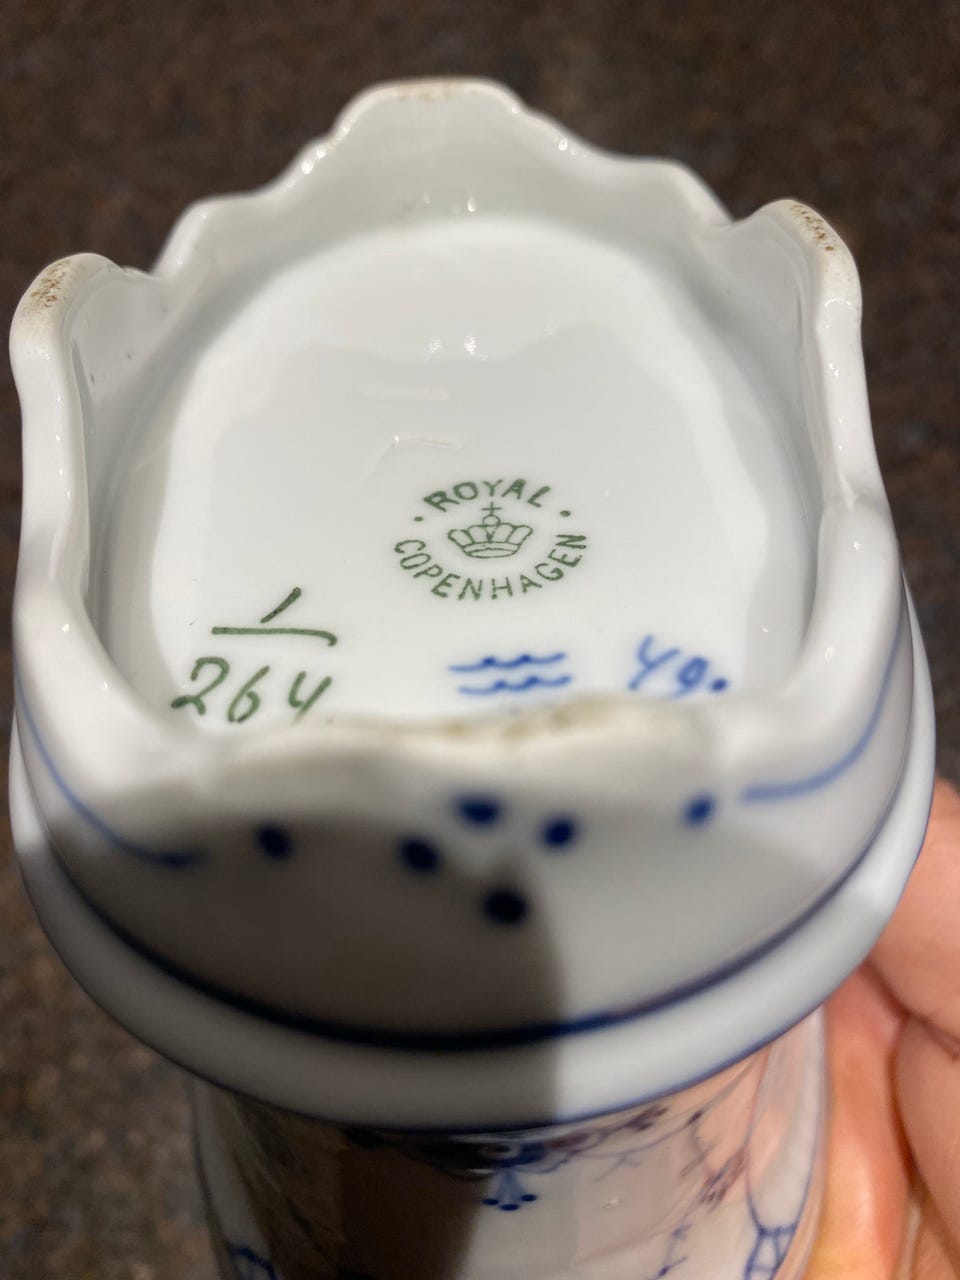 ROYAL
COPENHAGEN
1
264
49.